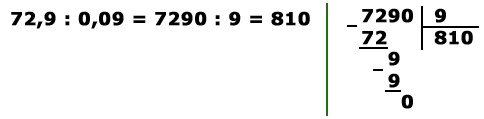 72,9 : 0,09 = 7290 : 9 = 810
– 7290 | 9
72 | 810
– 9
9
0